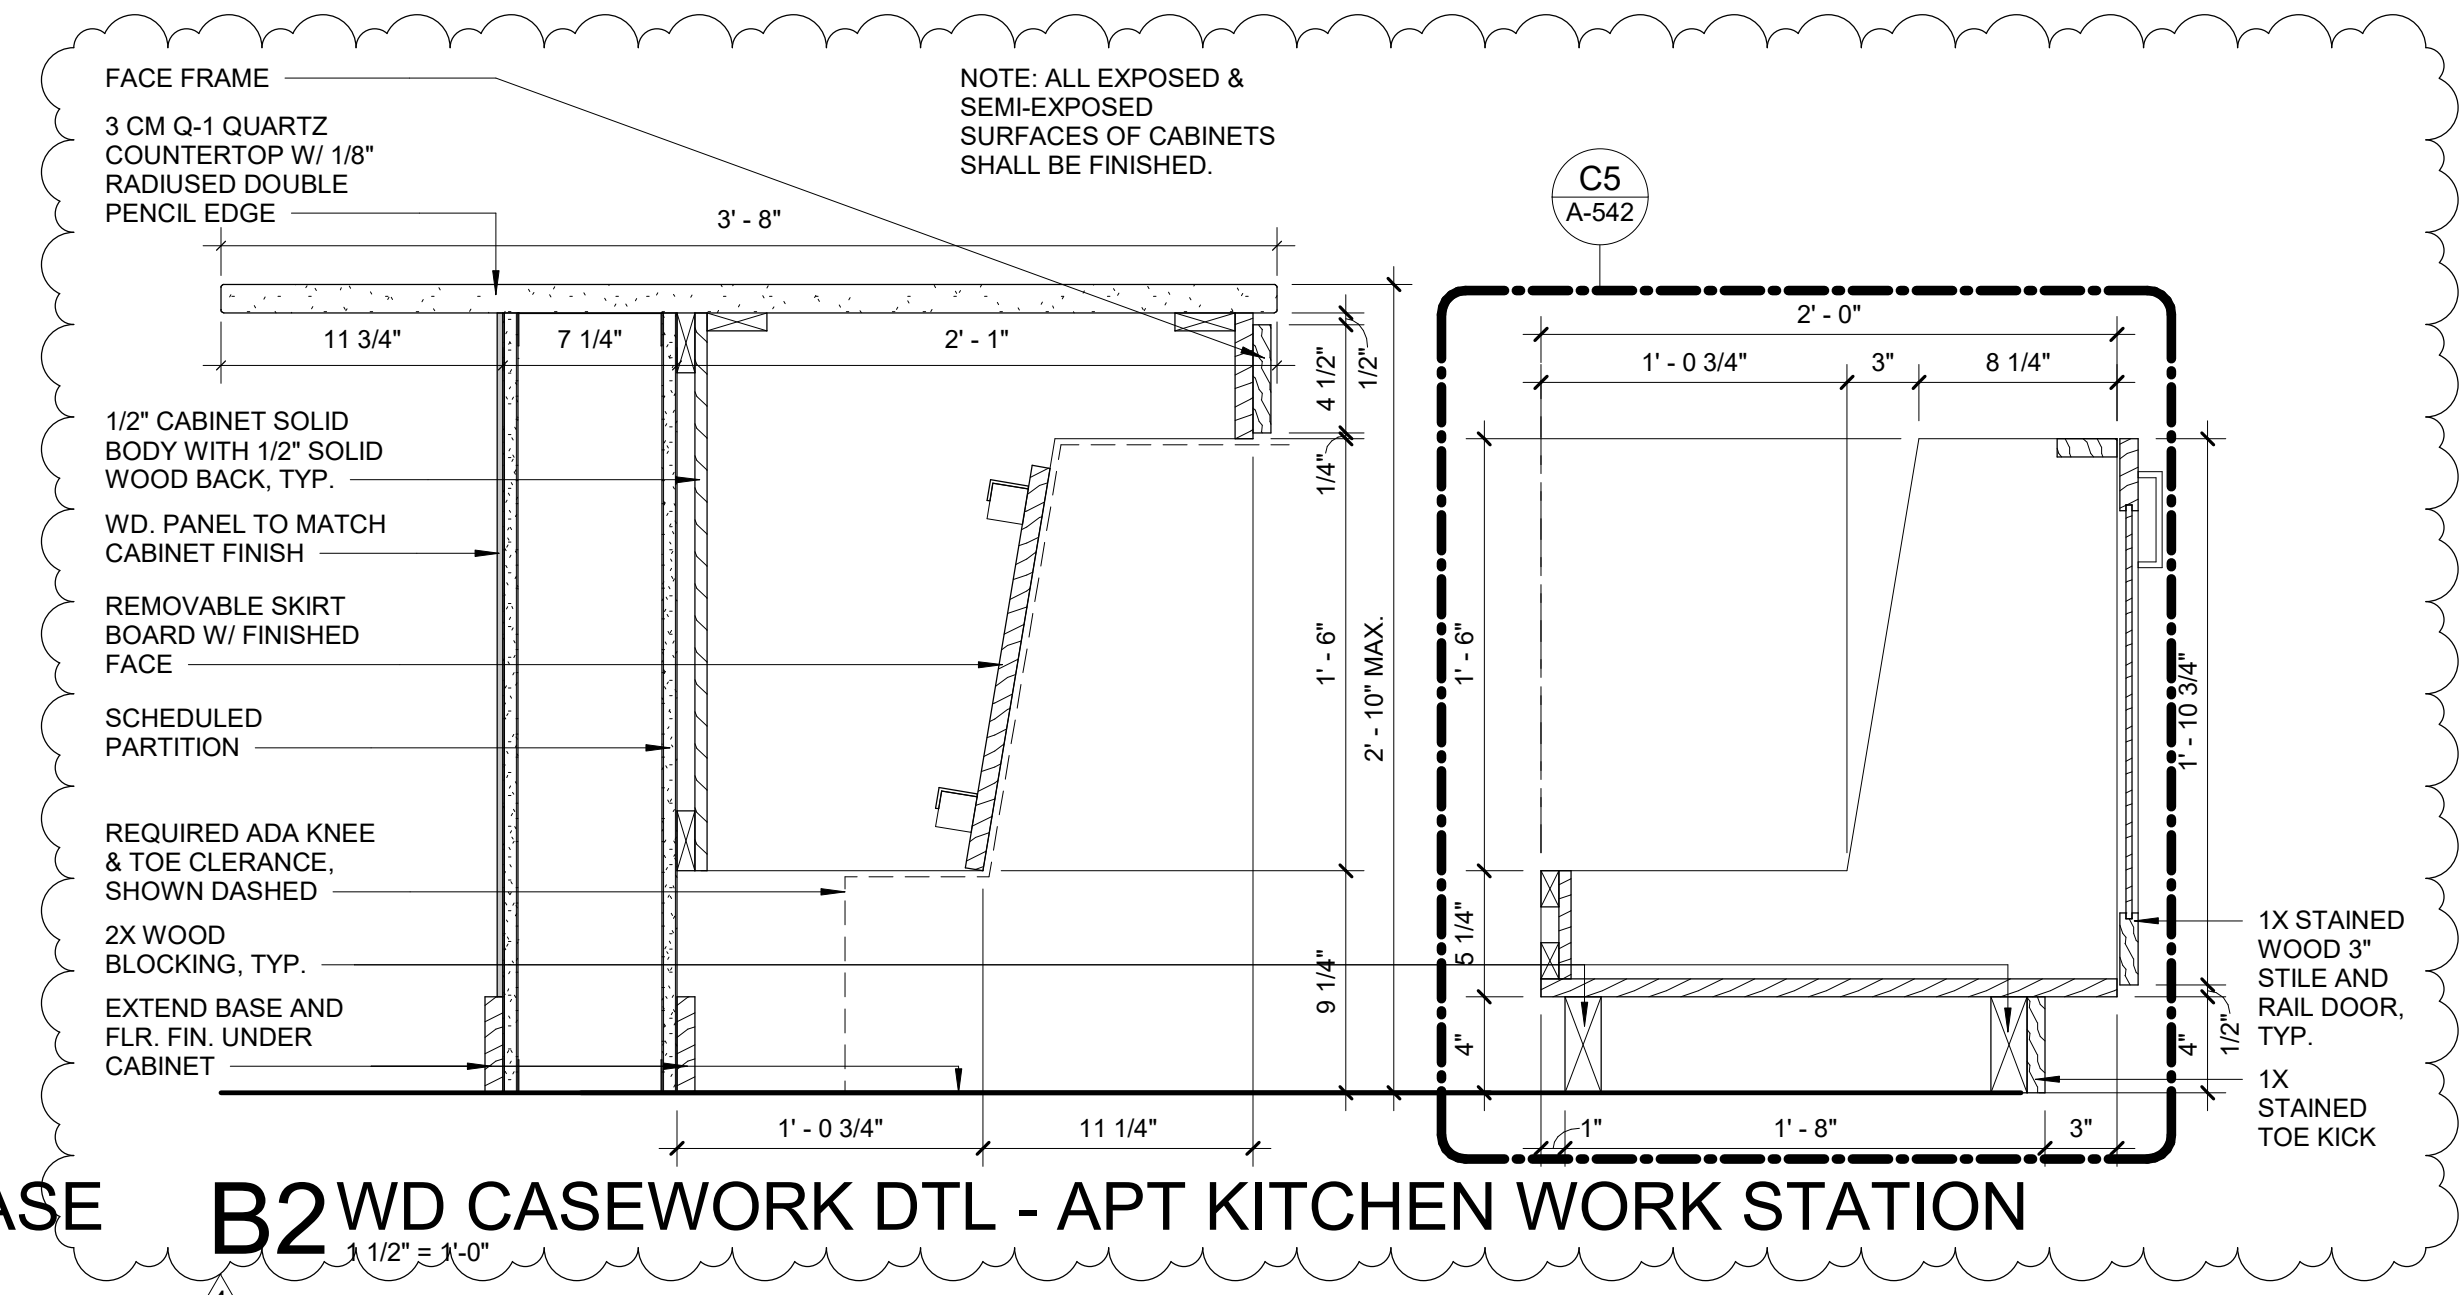 FACE FRAME
3 CM Q-1 QUARTZ
COUNTERTOP W/ 1/8"
RADIUSED DOUBLE
PENCIL EDGE
NOTE: ALL EXPOSED &
SEMI-EXPOSED
SURFACES OF CABINETS
SHALL BE FINISHED.
C5
A-542
3' - 8"
11 3/4"
7 1/4"
2' - 1"
1/2" CABINET SOLID
BODY WITH 1/2" SOLID
WOOD BACK, TYP.
WD. PANEL TO MATCH
CABINET FINISH
REMOVABLE SKIRT
BOARD W/ FINISHED
FACE
SCHEDULED
PARTITION
REQUIRED ADA KNEE
& TOE CLERANCE,
SHOWN DASHED
2X WOOD
BLOCKING, TYP.
EXTEND BASE AND
FLR. FIN. UNDER
CABINET
4 1/2"
1/2"
1/4"
1' - 6"
2' - 10" MAX.
9 1/4"
1' - 0 3/4"
11 1/4"
2' - 0"
1' - 0 3/4"
3"
8 1/4"
1' - 6"
5 1/4"
4"
1' - 10 3/4"
4"
1/2"
1"
1' - 8"
3"
1X STAINED
WOOD 3"
STILE AND
RAIL DOOR,
TYP.
1X
STAINED
TOE KICK
ASE
B2 WD CASEWORK DTL - APT KITCHEN WORK STATION
1 1/2" = 1'-0"